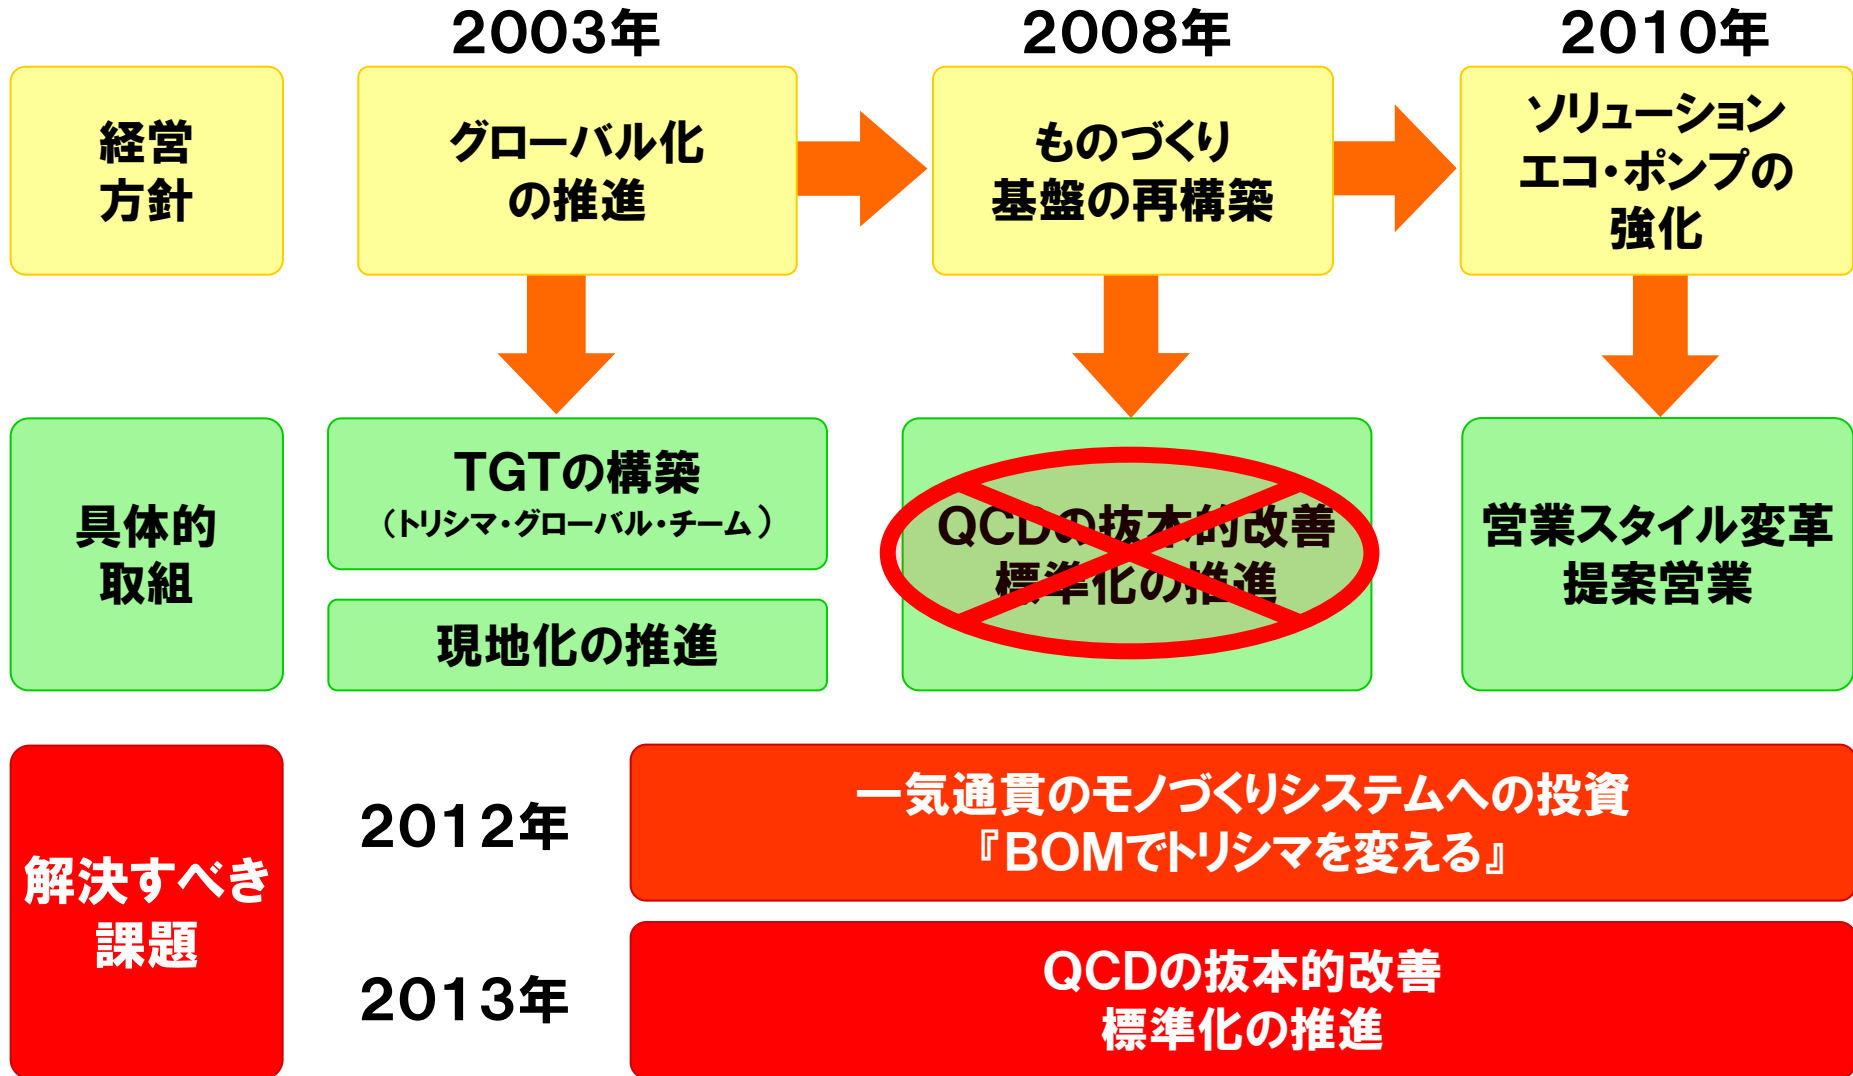 ２００３年
２００８年
２０１０年
経営
方針
グローバル化
の推進
ものづくり
基盤の再構築
ソリューション
エコ・ポンプの
強化
具体的
取組
TGTの構築
（トリシマ・グローバル・チーム）
現地化の推進
QCDの抜本的改善
標準化の推進
営業スタイル変革
提案営業
解決すべき
課題
２０１２年
一気通貫のモノづくりシステムへの投資
『BOMでトリシマを変える』
２０１３年
QCDの抜本的改善
標準化の推進